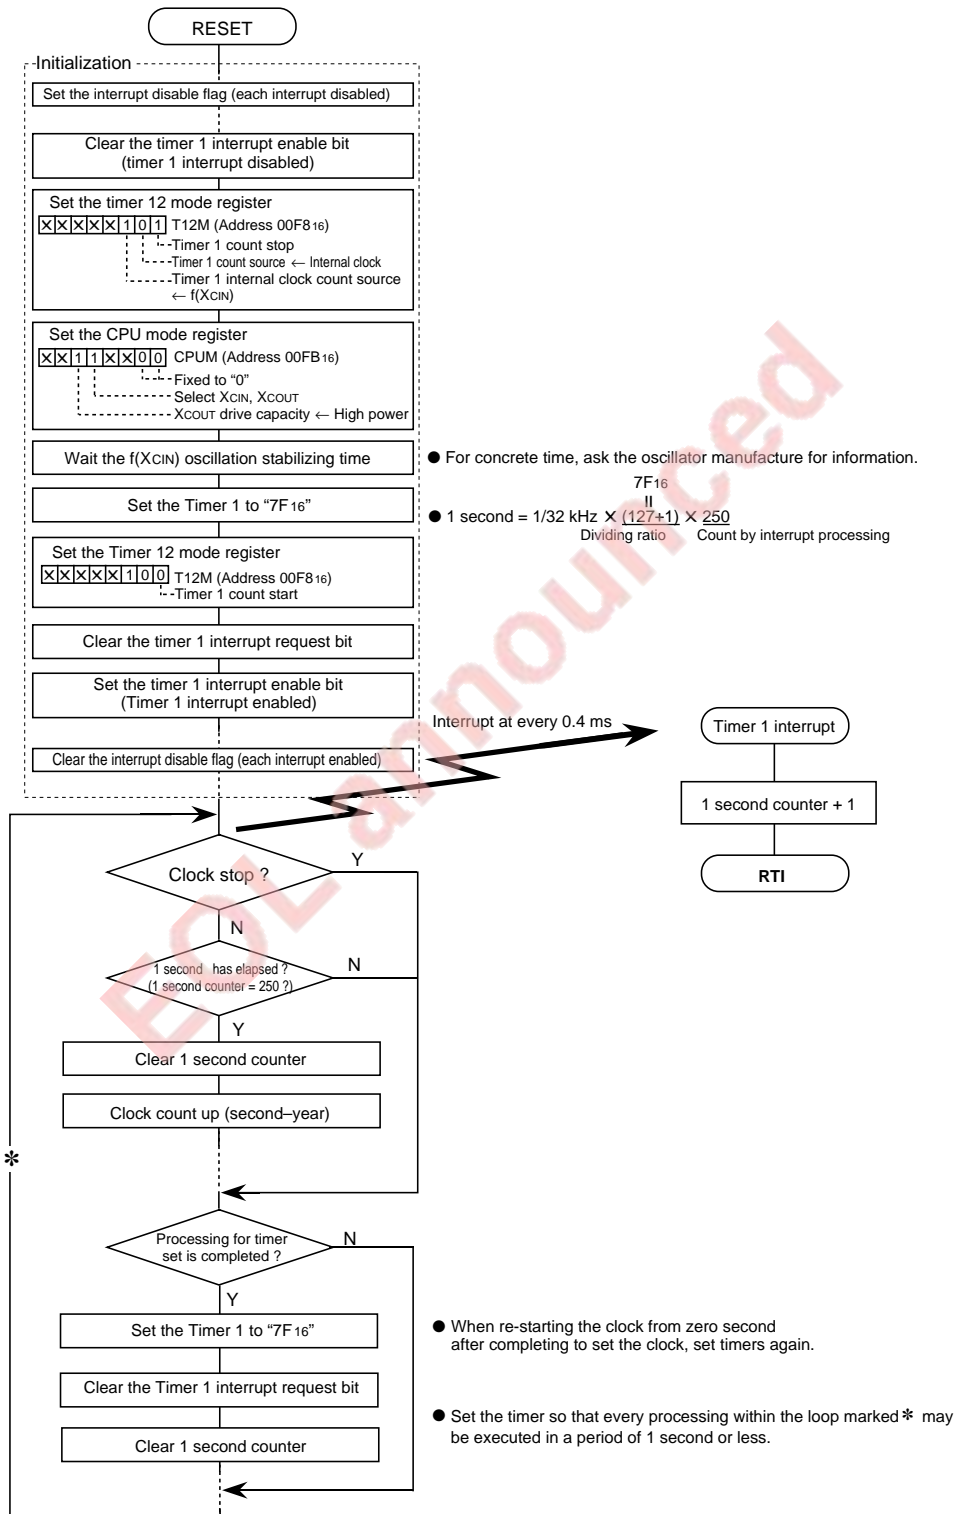 RESET
Initialization
Set the interrupt disable flag (each interrupt disabled)
Clear the timer 1 interrupt enable bit
(timer 1 interrupt disabled)
Set the timer 12 mode register
XXXXX101 T12M (Address 00F816)
Timer 1 count stop
Timer 1 count source ← Internal clock
Timer 1 internal clock count source
← f(XCIN)
Set the CPU mode register
XX11XX00 CPUM (Address 00FB16)
Fixed to “0”
Select XCIN, XCOUT
XCOUT drive capacity ← High power
Wait the f(XCIN) oscillation stabilizing time
● For concrete time, ask the oscillator manufacture for information.
Set the Timer 1 to “7F16”
7F16
=
● 1 second = 1/32 kHz × (127+1) × 250
Dividing ratio Count by interrupt processing
Set the Timer 12 mode register
XXXXX100 T12M (Address 00F816)
Timer 1 count start
Clear the timer 1 interrupt request bit
Set the timer 1 interrupt enable bit
(Timer 1 interrupt enabled)
Clear the interrupt disable flag (each interrupt enabled)
Interrupt at every 0.4 ms
Timer 1 interrupt
1 second counter + 1
RTI
Clock stop ?
Y
N
1 second has elapsed ?
(1 second counter = 250 ?)
N
Y
Clear 1 second counter
Clock count up (second–year)
✻
Processing for timer
set is completed ?
N
Y
Set the Timer 1 to “7F16”
Clear the Timer 1 interrupt request bit
Clear 1 second counter
● When re-starting the clock from zero second
after completing to set the clock, set timers again.
● Set the timer so that every processing within the loop marked ✻ may
be executed in a period of 1 second or less.
EOL announced